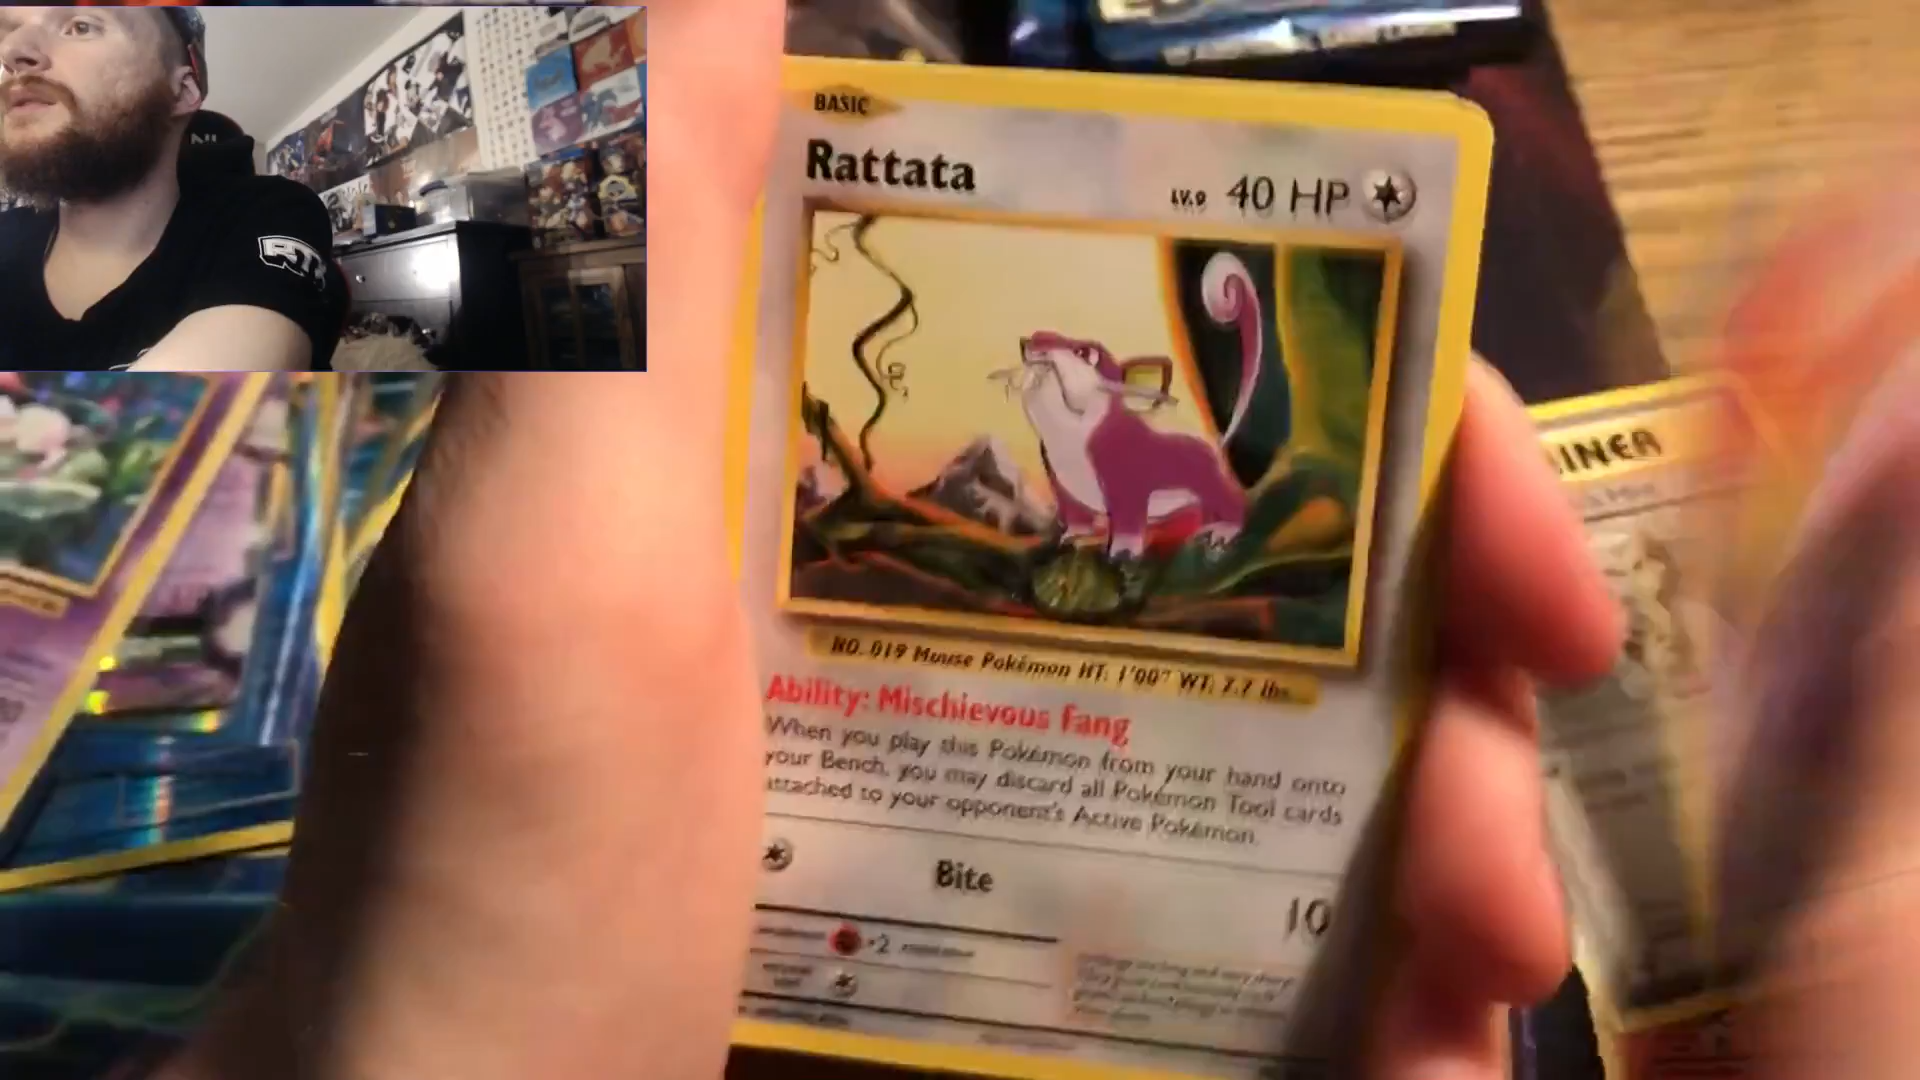 BASIC
Rattata
LV.9 40 HP
NO. 019 Mouse Pokémon HT: 1'00" WT: 7.7 lbs.
Ability: Mischievous Fang
When you play this Pokémon from your hand onto
your Bench, you may discard all Pokémon Tool cards
attached to your opponent's Active Pokémon.
Bite
10
×2
INER